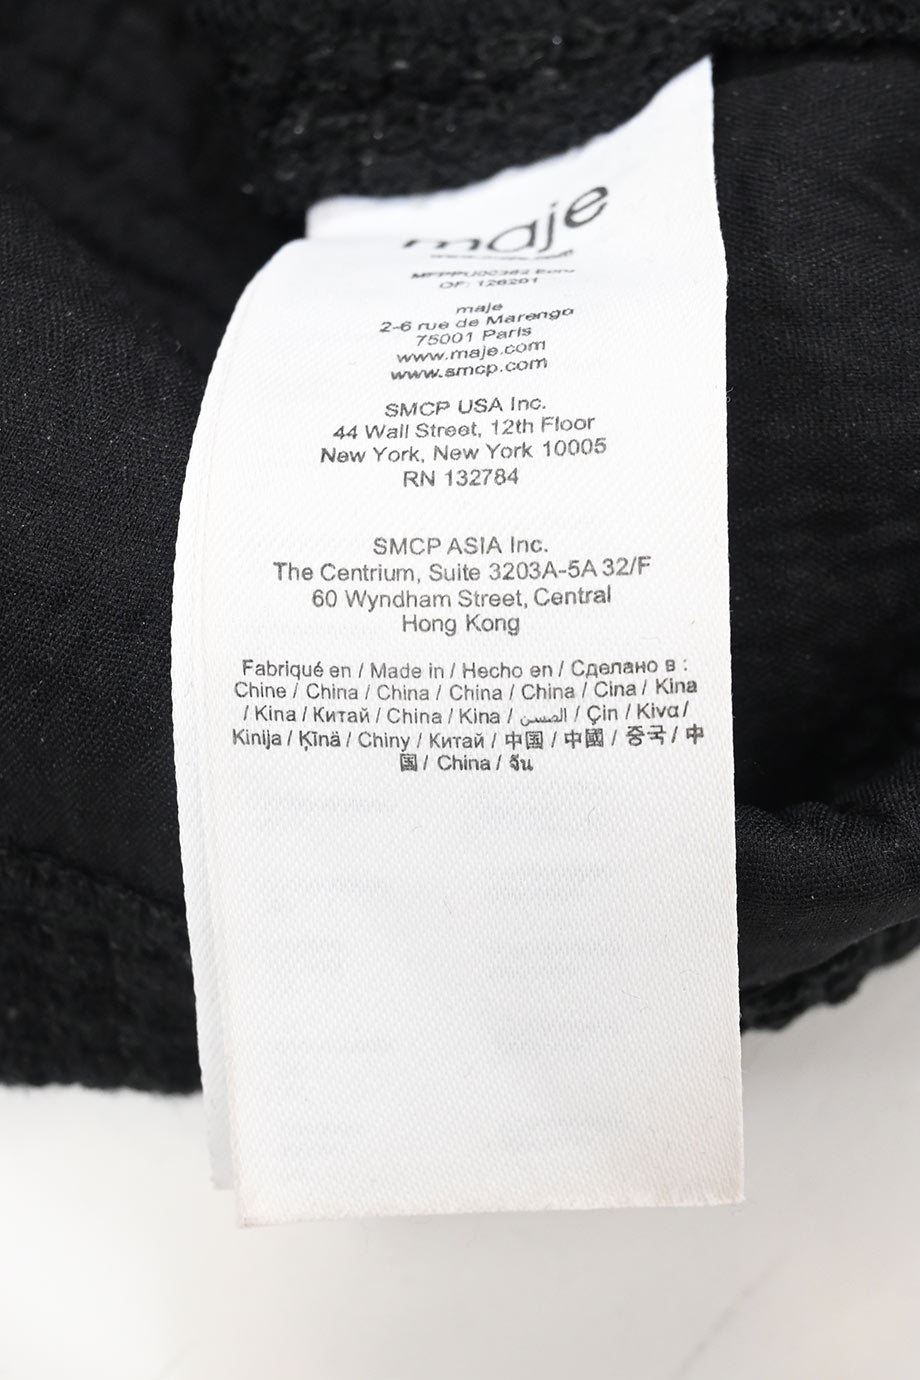 maje
OF: 128201
maje
2-6 rue de Marengo
75001 Paris
www.maje.com
www.smcp.com
SMCP USA Inc.
44 Wall Street, 12th Floor
New York, New York 10005
RN 132784
SMCP ASIA Inc.
The Centrium, Suite 3203A-5A 32/F
60 Wyndham Street, Central
Hong Kong
Fabriqué en / Made in / Hecho en / Сделано в :
Chine / China / China / China / China / Cina / Kina
/ Kina / Китай / China / Kina / الصين / Çin / Kινα /
Kinija / Ķīnā / Chiny / Китай / 中国 / 中國 / 중국 / 中
国 / China / จีน